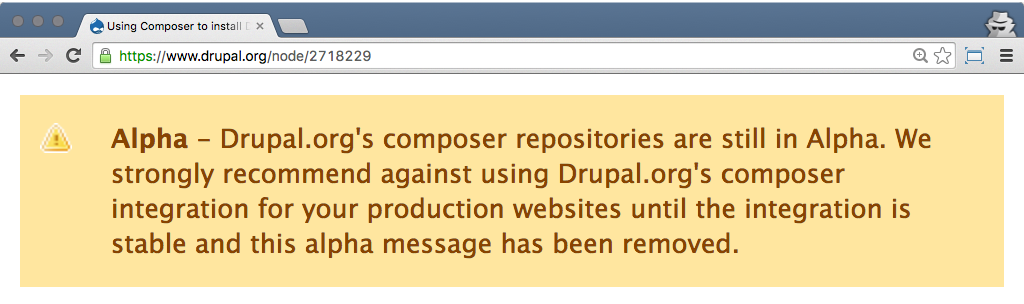 Using Composer to install D
https://www.drupal.org/node/2718229
Alpha – Drupal.org's composer repositories are still in Alpha. We
strongly recommend against using Drupal.org's composer
integration for your production websites until the integration is
stable and this alpha message has been removed.